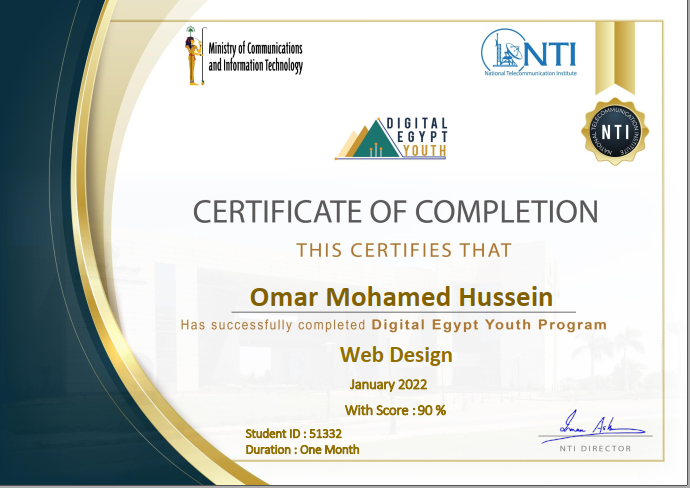 Ministry of Communications
and Information Technology
NTI
National Telecommunication Institute
NATIONAL TELECOMMUNICATION INSTITUTE
NTI
DIGITAL
EGYPT
YOUTH
CERTIFICATE OF COMPLETION
THIS CERTIFIES THAT
Omar Mohamed Hussein
Has successfully completed Digital Egypt Youth Program
Web Design
January 2022
With Score : 90 %
Student ID : 51332
Duration : One Month
NTI DIRECTOR